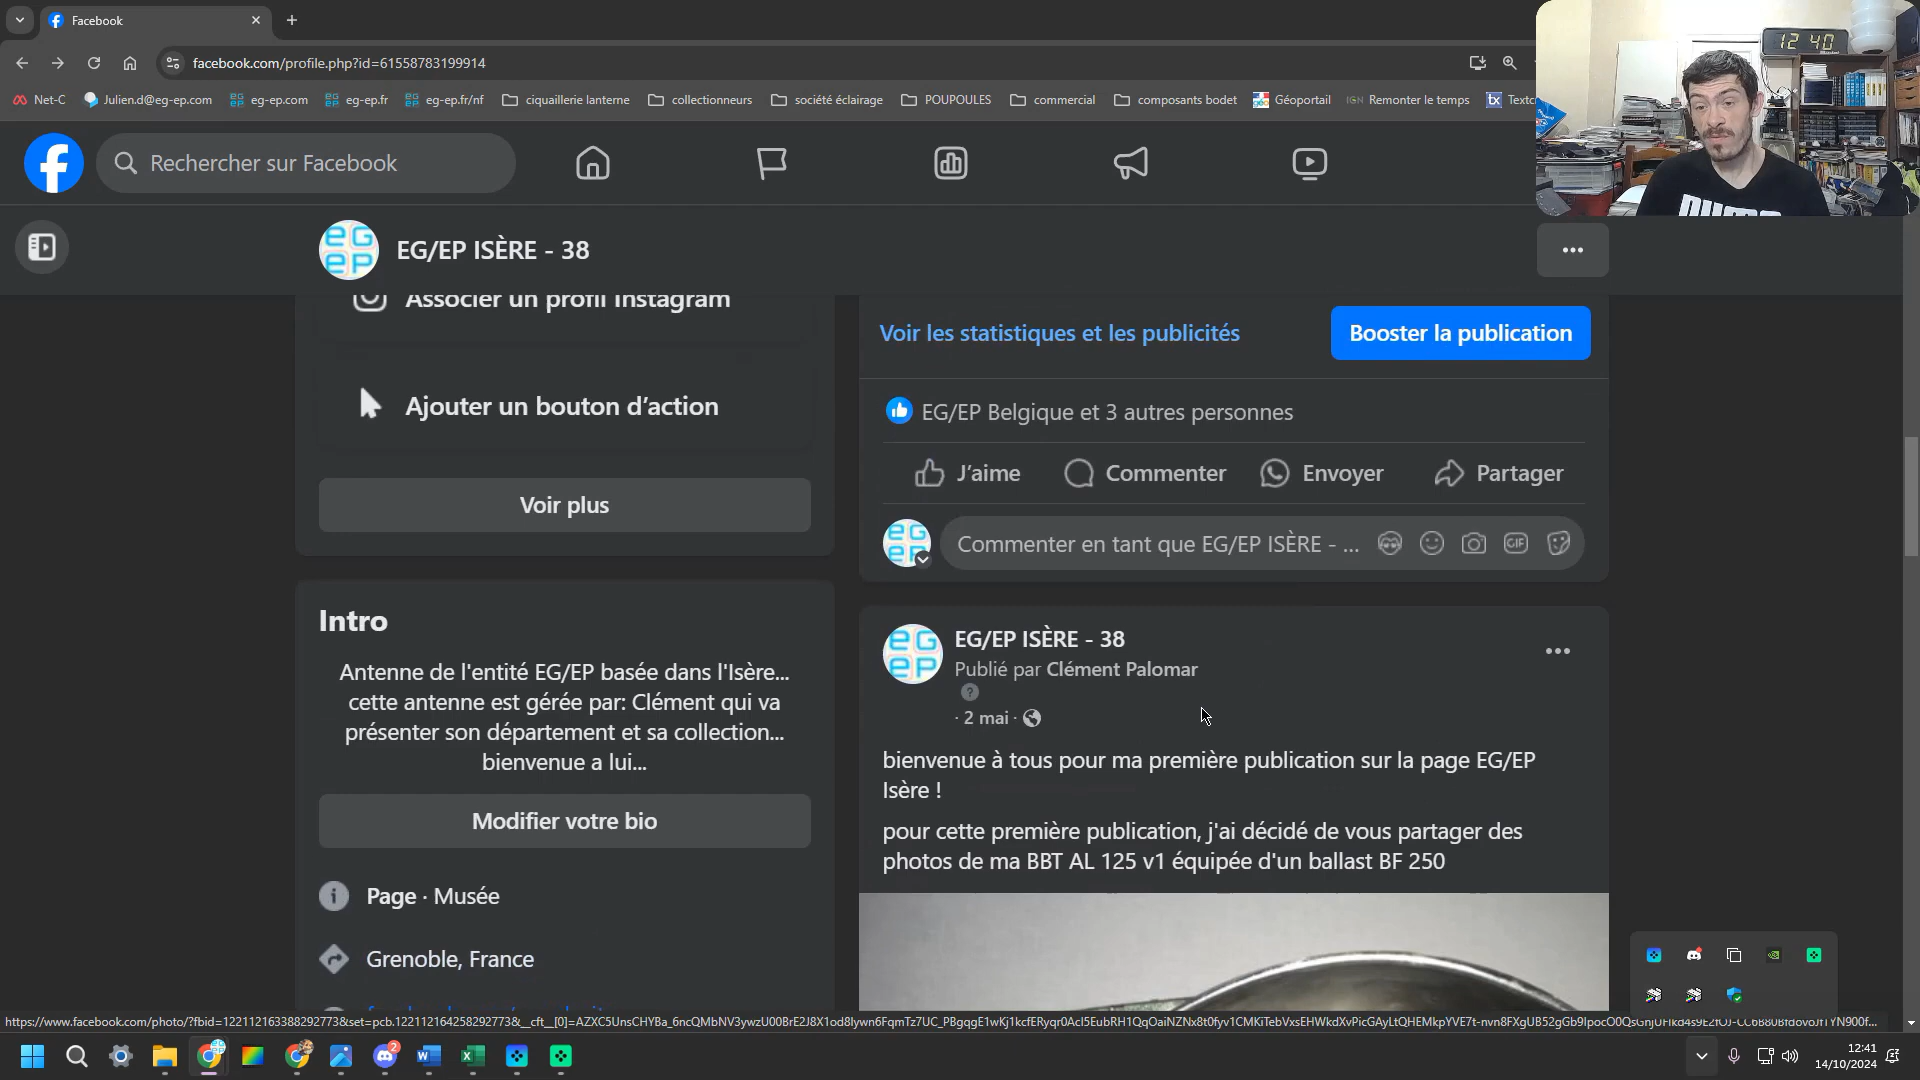 Facebook
facebook.com/profile.php?id=61558783199914
Net-C
Julien.d@eg-ep.com
eg-ep.com
eg-ep.fr
eg-ep.fr/nf
ciquaillerie lanterne
collectionneurs
société éclairage
POUPOULES
commercial
composants bodet
Géoportail
IGN Remonter le temps
bx Textc
12 40
Rechercher sur Facebook
EG/EP ISÈRE - 38
Associer un profil Instagram
Voir les statistiques et les publicités
Booster la publication
Ajouter un bouton d’action
EG/EP Belgique et 3 autres personnes
J’aime
Commenter
Envoyer
Partager
Voir plus
Commenter en tant que EG/EP ISÈRE - ...
GIF
Intro
Antenne de l'entité EG/EP basée dans l'Isère...
cette antenne est gérée par: Clément qui va
présenter son département et sa collection...
bienvenue a lui...
Modifier votre bio
Page · Musée
Grenoble, France
EG/EP ISÈRE - 38
Publié par Clément Palomar
· 2 mai ·
bienvenue à tous pour ma première publication sur la page EG/EP
Isère !
pour cette première publication, j'ai décidé de vous partager des
photos de ma BBT AL 125 v1 équipée d'un ballast BF 250
2
12:41
14/10/2024